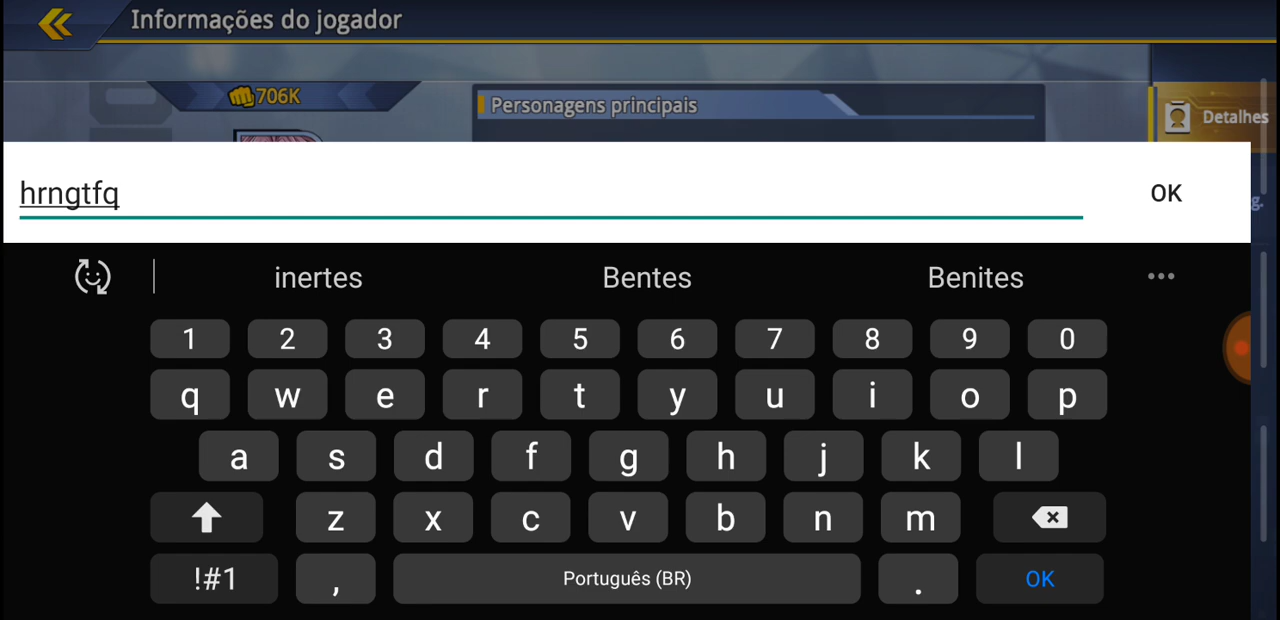 Informações do jogador
706K
Personagens principais
Detalhes
hrngtfq
OK
g.
inertes Bentes Benites
1 2 3 4 5 6 7 8 9 0
q w e r t y u i o p
a s d f g h j k l
z x c v b n m
!#1 , Português (BR) . OK